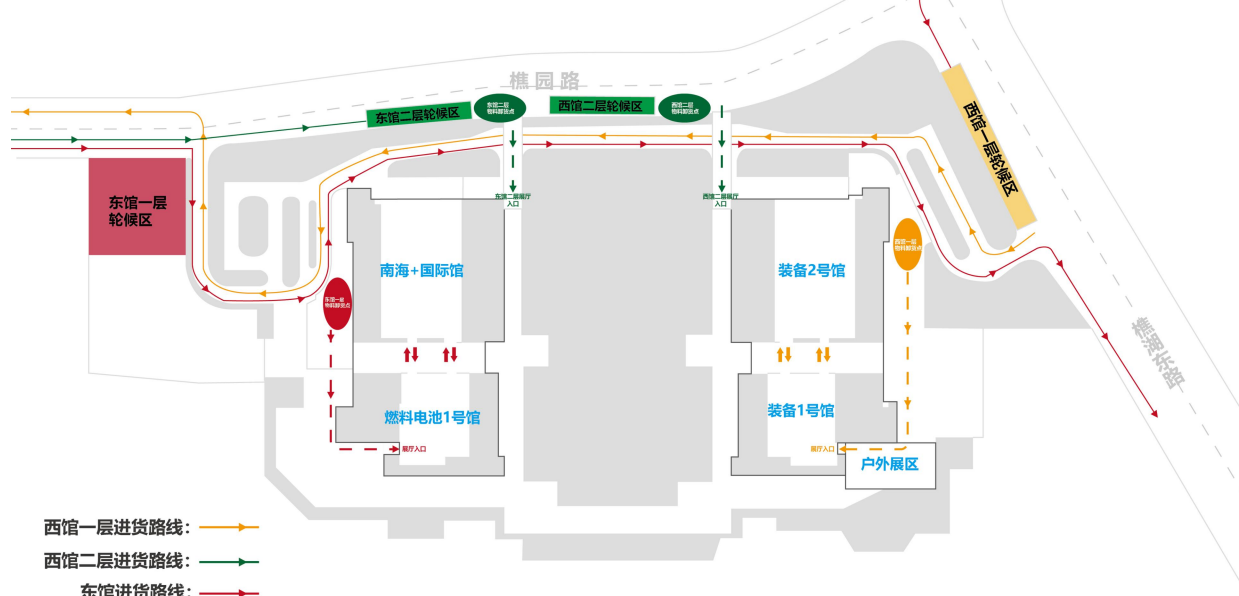 樵园路
东馆二层轮候区
东馆二层
物料卸货点
西馆二层轮候区
西馆二层
物料卸货点
西馆一层轮候区
东馆一层
轮候区
东馆二层展厅
入口
西馆二层展厅
入口
西馆一层
物料卸货点
南海+国际馆
装备2号馆
东馆一层
物料卸货点
樵湖东路
燃料电池1号馆
装备1号馆
展厅入口
展厅入口
户外展区
西馆一层进货路线：
西馆二层进货路线：
东馆进货路线：